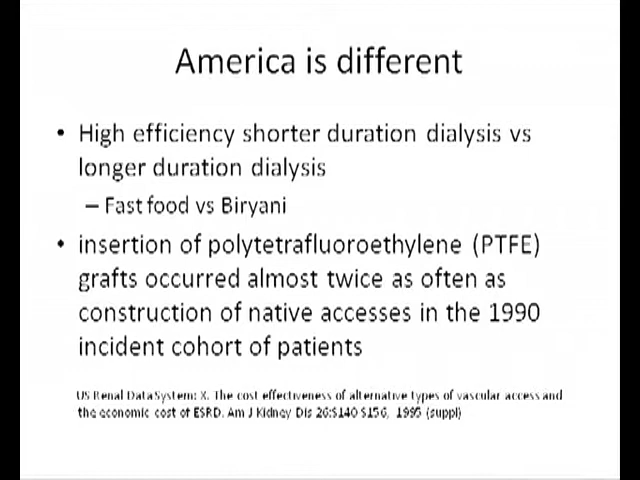 America is different
• High efficiency shorter duration dialysis vs
longer duration dialysis
– Fast food vs Biryani
• insertion of polytetrafluoroethylene (PTFE)
grafts occurred almost twice as often as
construction of native accesses in the 1990
incident cohort of patients
US Renal Data System: X. The cost effectiveness of alternative types of vascular access and
the economic cost of ESRD. Am J Kidney Dis 26:S140 S156, 1995 (suppl)